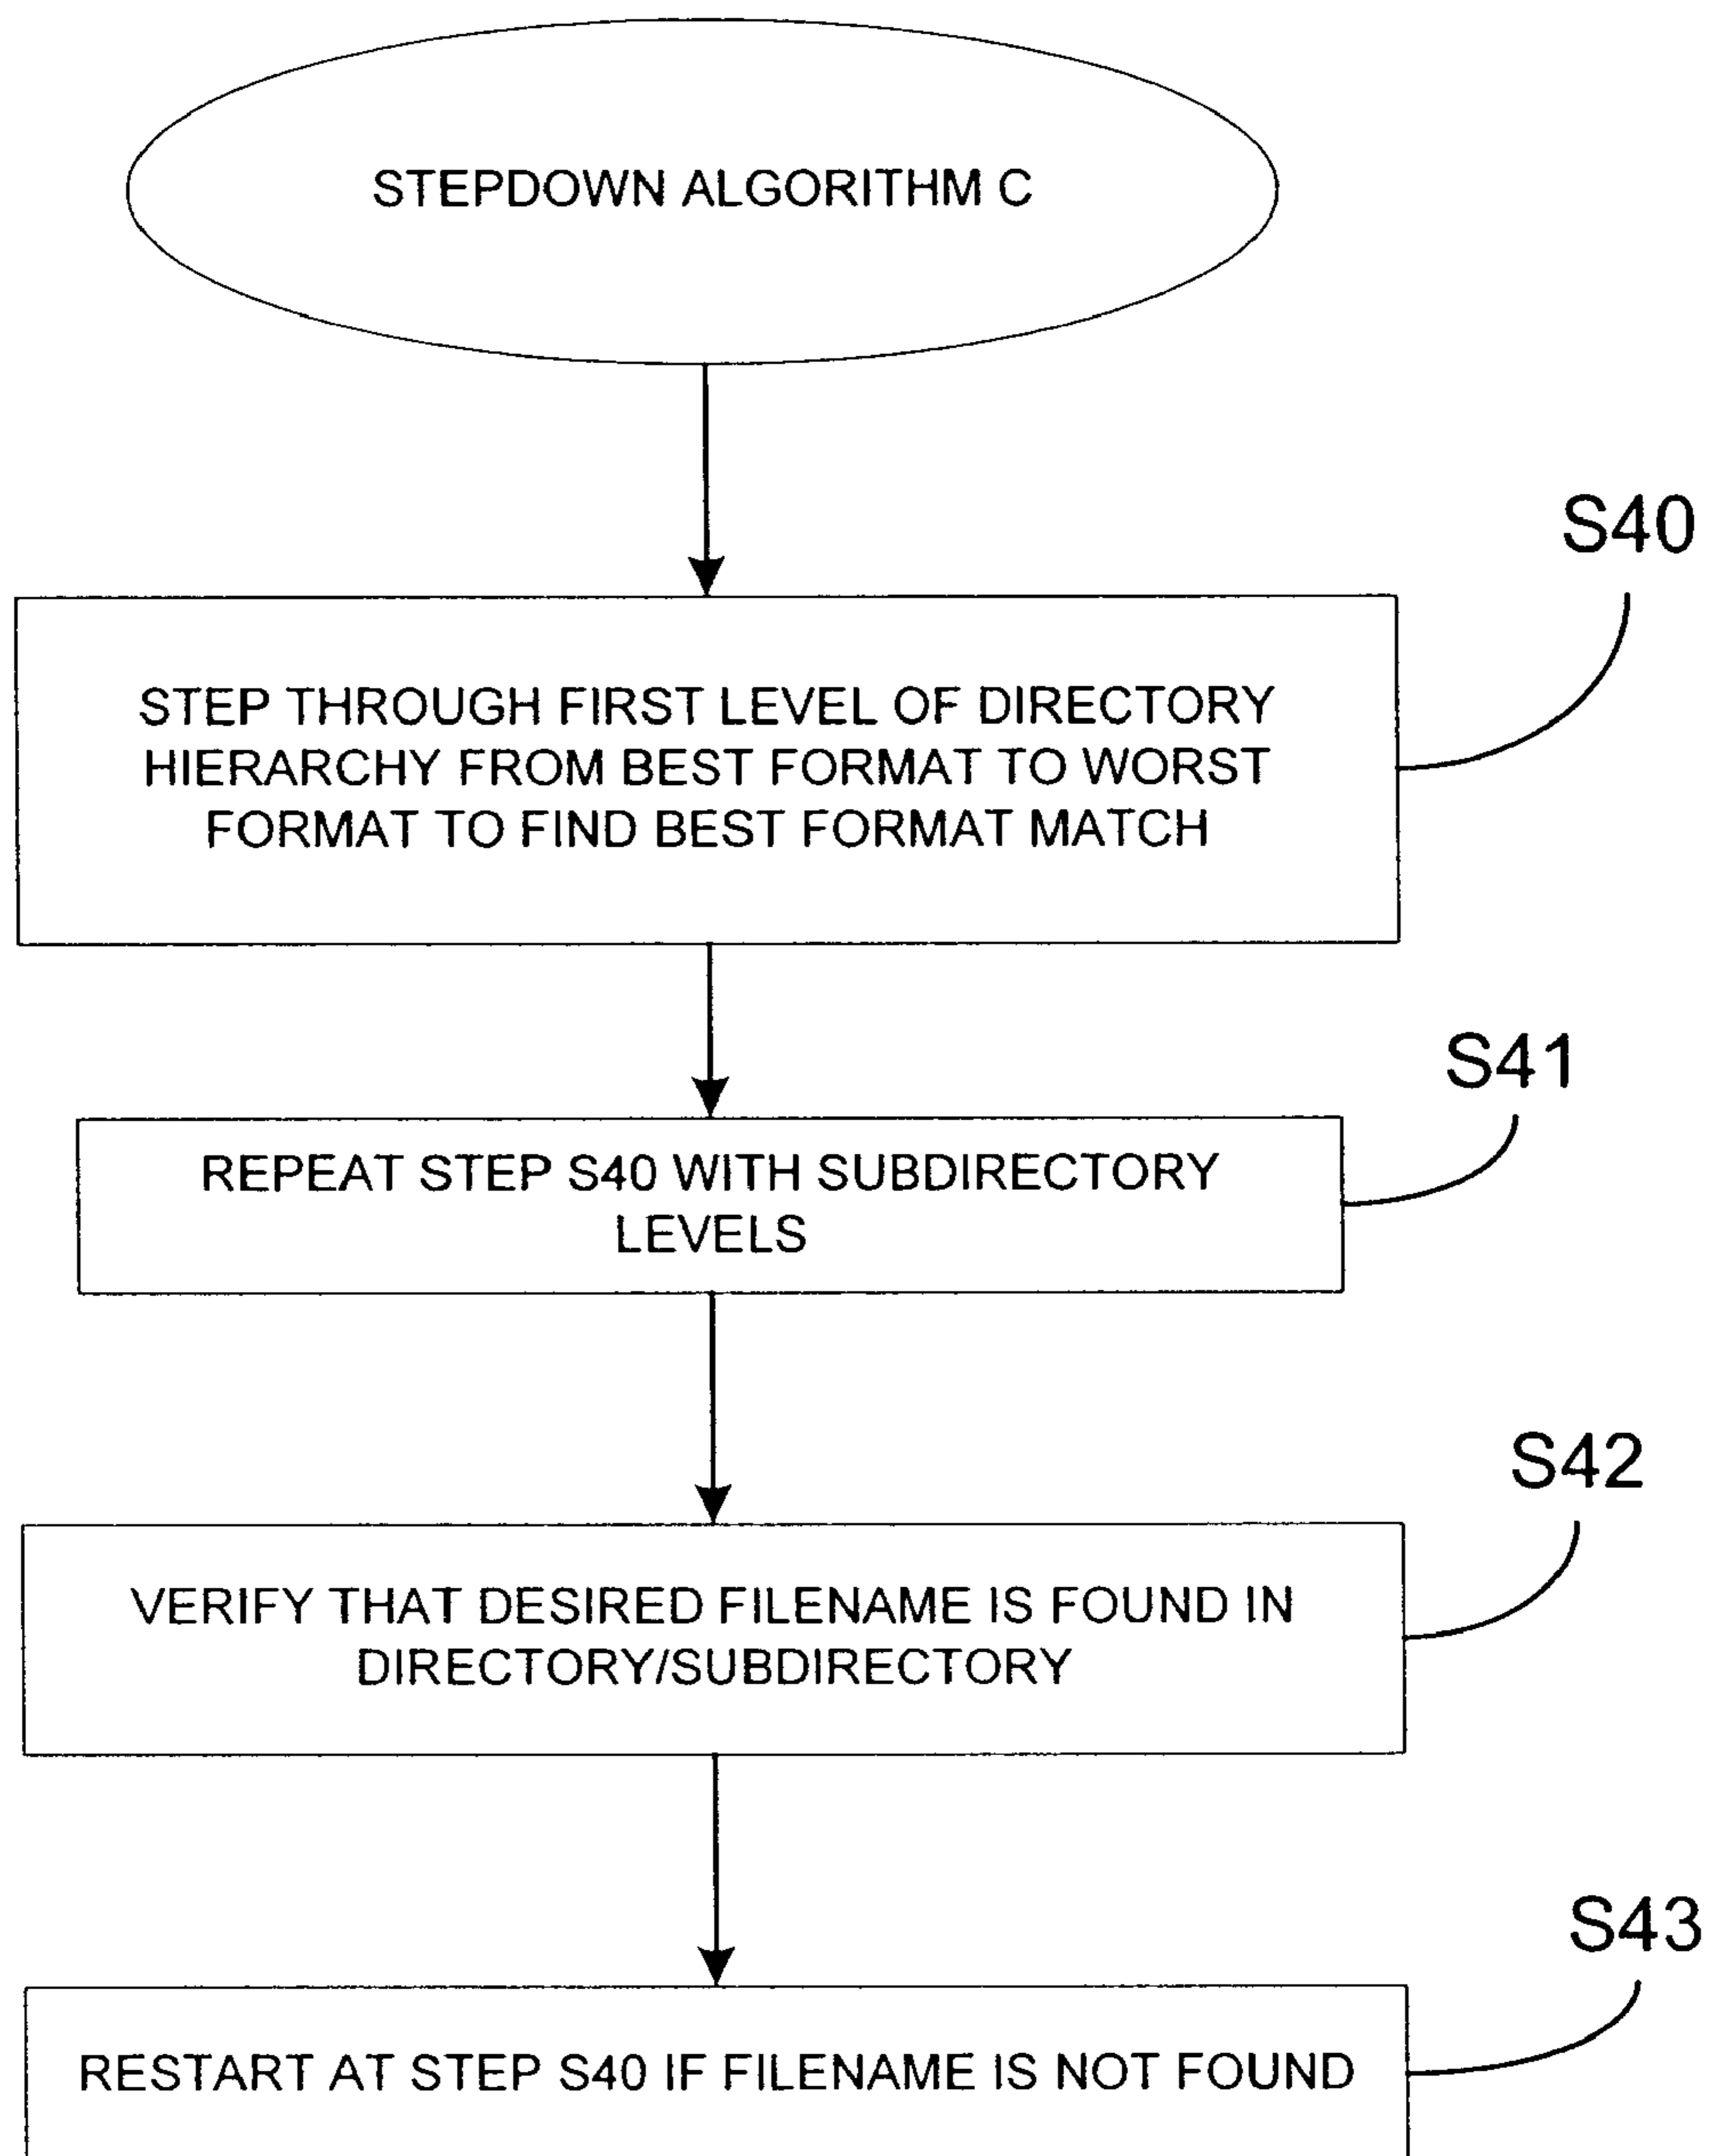 STEPDOWN ALGORITHM C
S40
STEP THROUGH FIRST LEVEL OF DIRECTORY
HIERARCHY FROM BEST FORMAT TO WORST
FORMAT TO FIND BEST FORMAT MATCH
S41
REPEAT STEP S40 WITH SUBDIRECTORY
LEVELS
S42
VERIFY THAT DESIRED FILENAME IS FOUND IN
DIRECTORY/SUBDIRECTORY
S43
RESTART AT STEP S40 IF FILENAME IS NOT FOUND